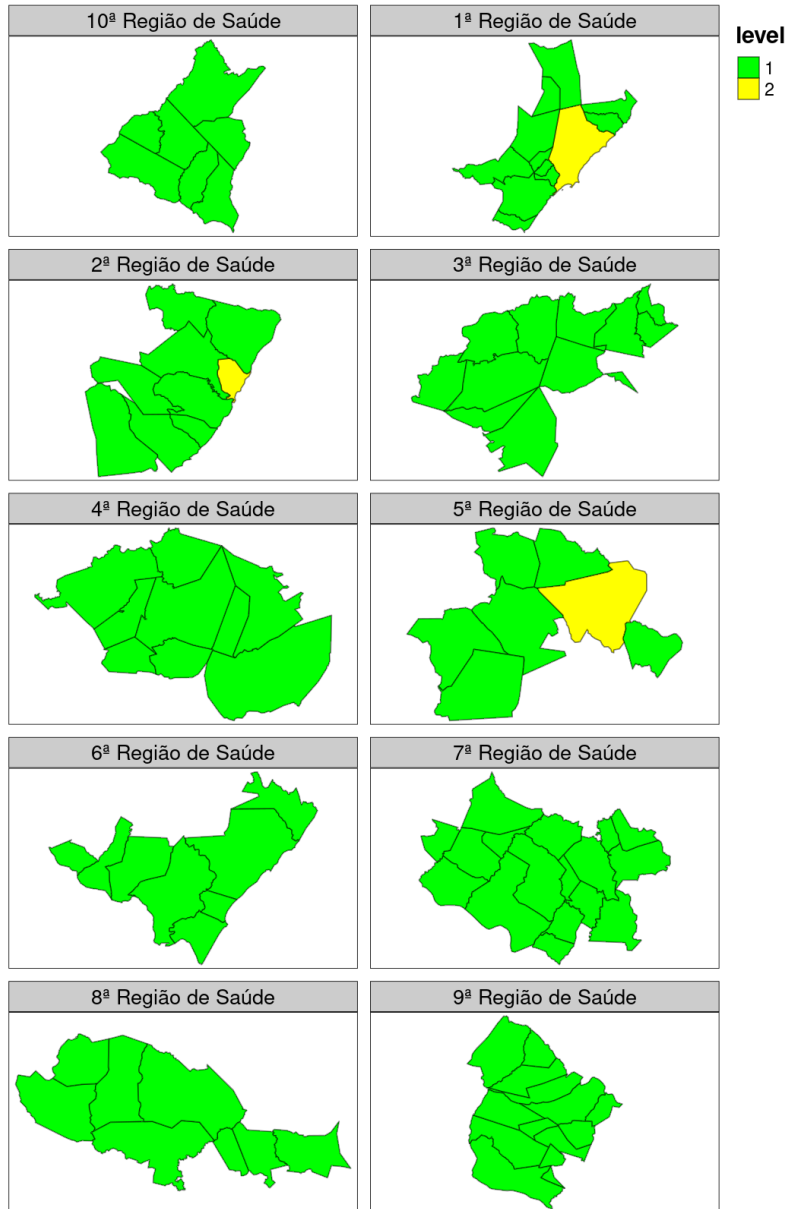 10ª Região de Saúde
1ª Região de Saúde
level
1
2
2ª Região de Saúde
3ª Região de Saúde
4ª Região de Saúde
5ª Região de Saúde
6ª Região de Saúde
7ª Região de Saúde
8ª Região de Saúde
9ª Região de Saúde